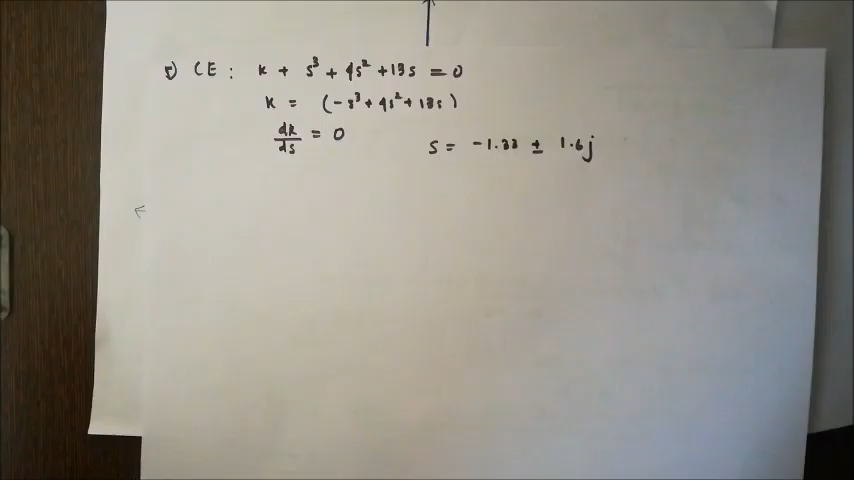 5) CE: K + s³ + 4s² + 13s = 0
K = (-s³ + 4s² + 13s)
dK/ds = 0
s = -1.33 ± 1.6j